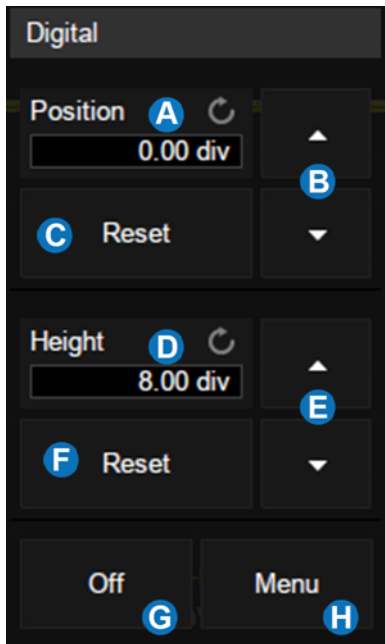 Digital
Position A
0.00 div
B
C Reset
Height D
8.00 div
E
F Reset
Off Menu
G H